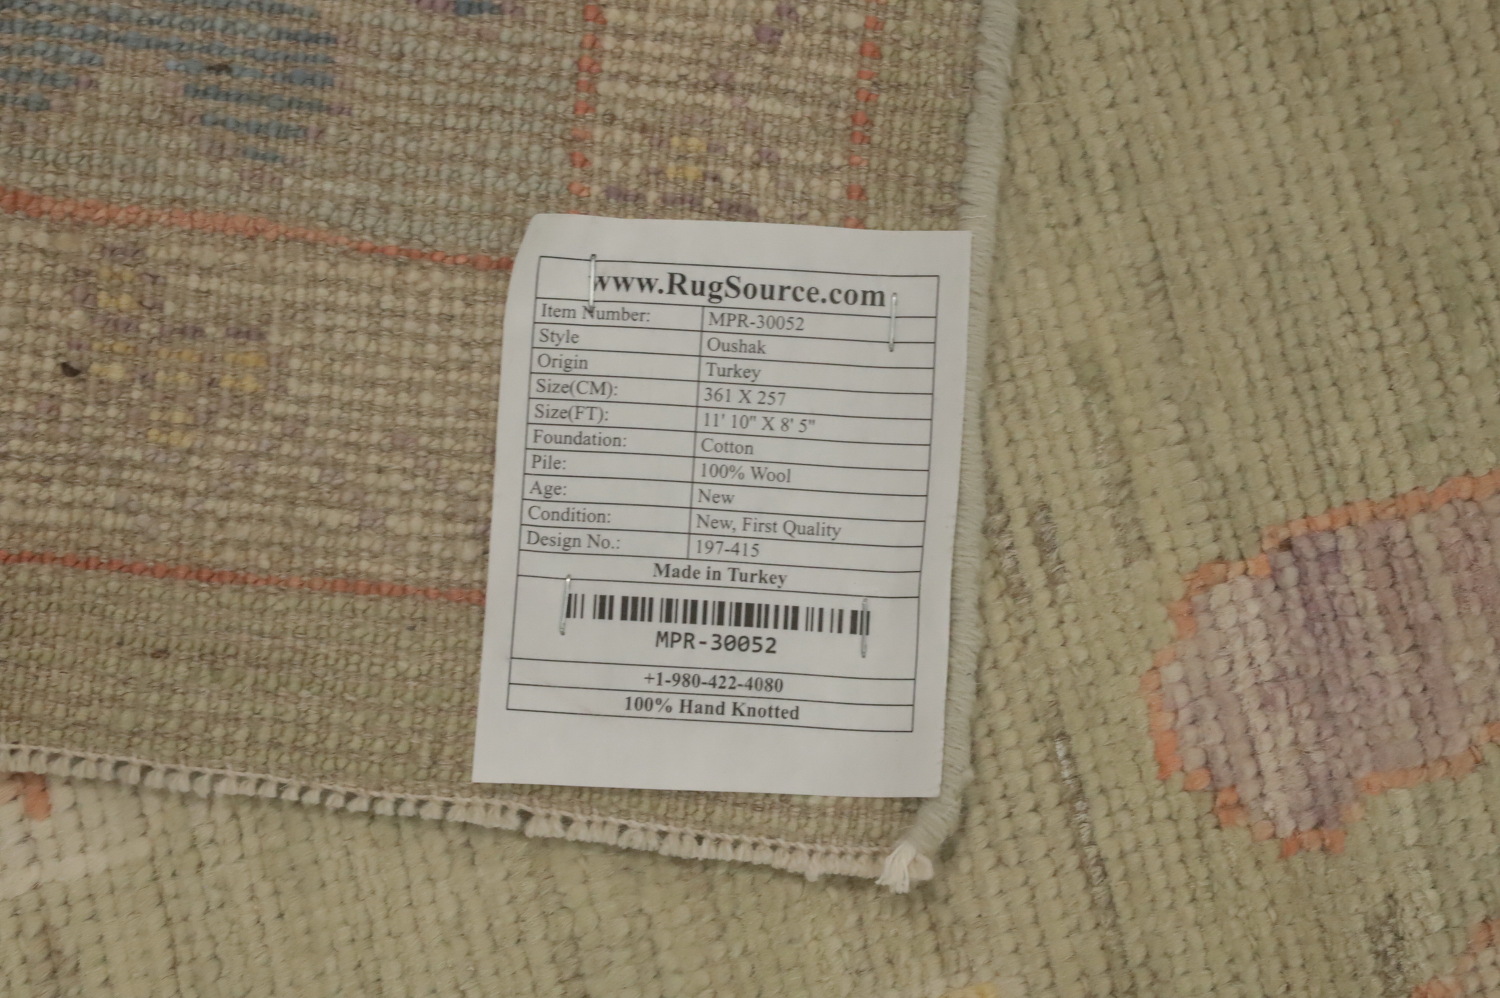 www.RugSource.com
Item Number: MPR-30052
Style Oushak
Origin Turkey
Size(CM): 361 X 257
Size(FT): 11' 10" X 8' 5"
Foundation: Cotton
Pile: 100% Wool
Age: New
Condition: New, First Quality
Design No.: 197-415
Made in Turkey
MPR-30052
+1-980-422-4080
100% Hand Knotted